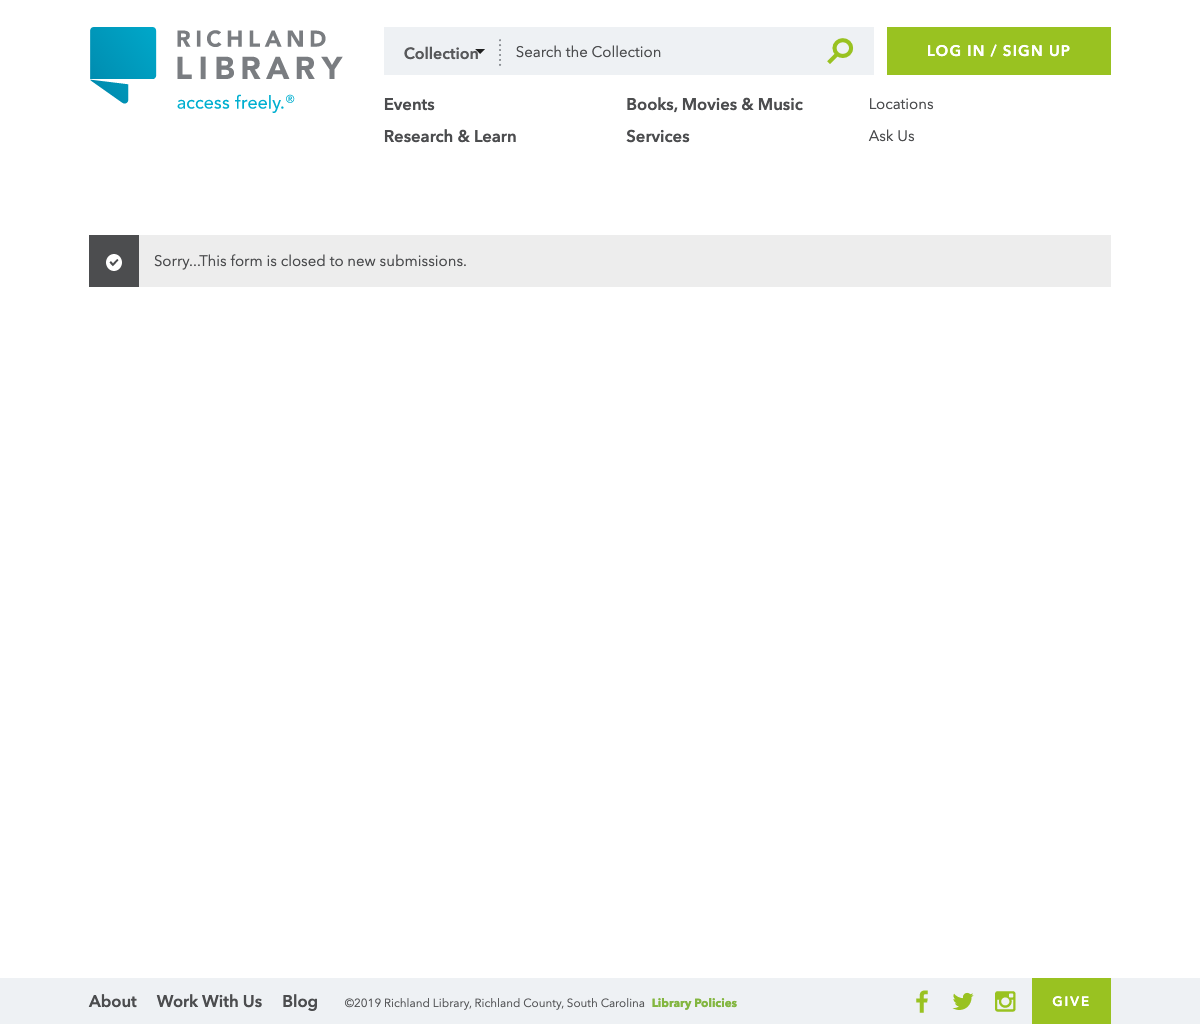 RICHLAND
LIBRARY
access freely.®
Collection
Search the Collection
LOG IN / SIGN UP
Events
Books, Movies & Music
Locations
Research & Learn
Services
Ask Us
Sorry...This form is closed to new submissions.
About Work With Us Blog ©2019 Richland Library, Richland County, South Carolina Library Policies GIVE